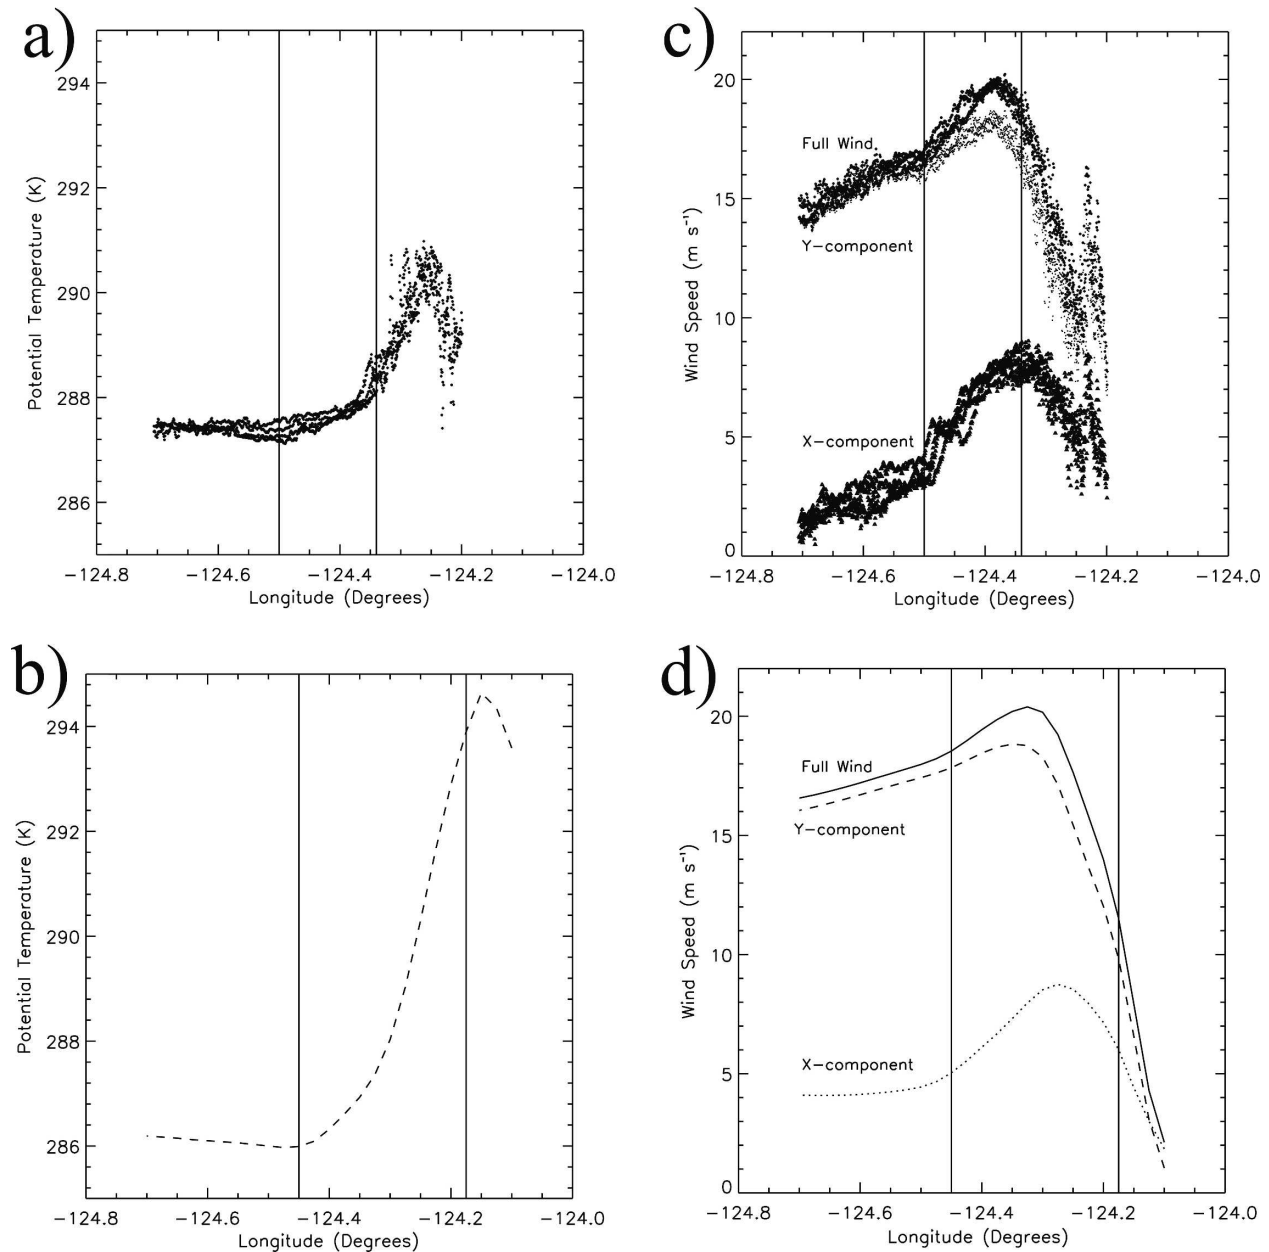 a)
294
292
290
288
286
Potential Temperature (K)
−124.8 −124.6 −124.4 −124.2 −124.0
Longitude (Degrees)
c)
20
15
10
5
0
Wind Speed (m s⁻¹)
Full Wind
Y−component
X−component
−124.8 −124.6 −124.4 −124.2 −124.0
Longitude (Degrees)
b)
294
292
290
288
286
Potential Temperature (K)
−124.8 −124.6 −124.4 −124.2 −124.0
Longitude (Degrees)
d)
20
15
10
5
0
Wind Speed (m s⁻¹)
Full Wind
Y−component
X−component
−124.8 −124.6 −124.4 −124.2 −124.0
Longitude (Degrees)